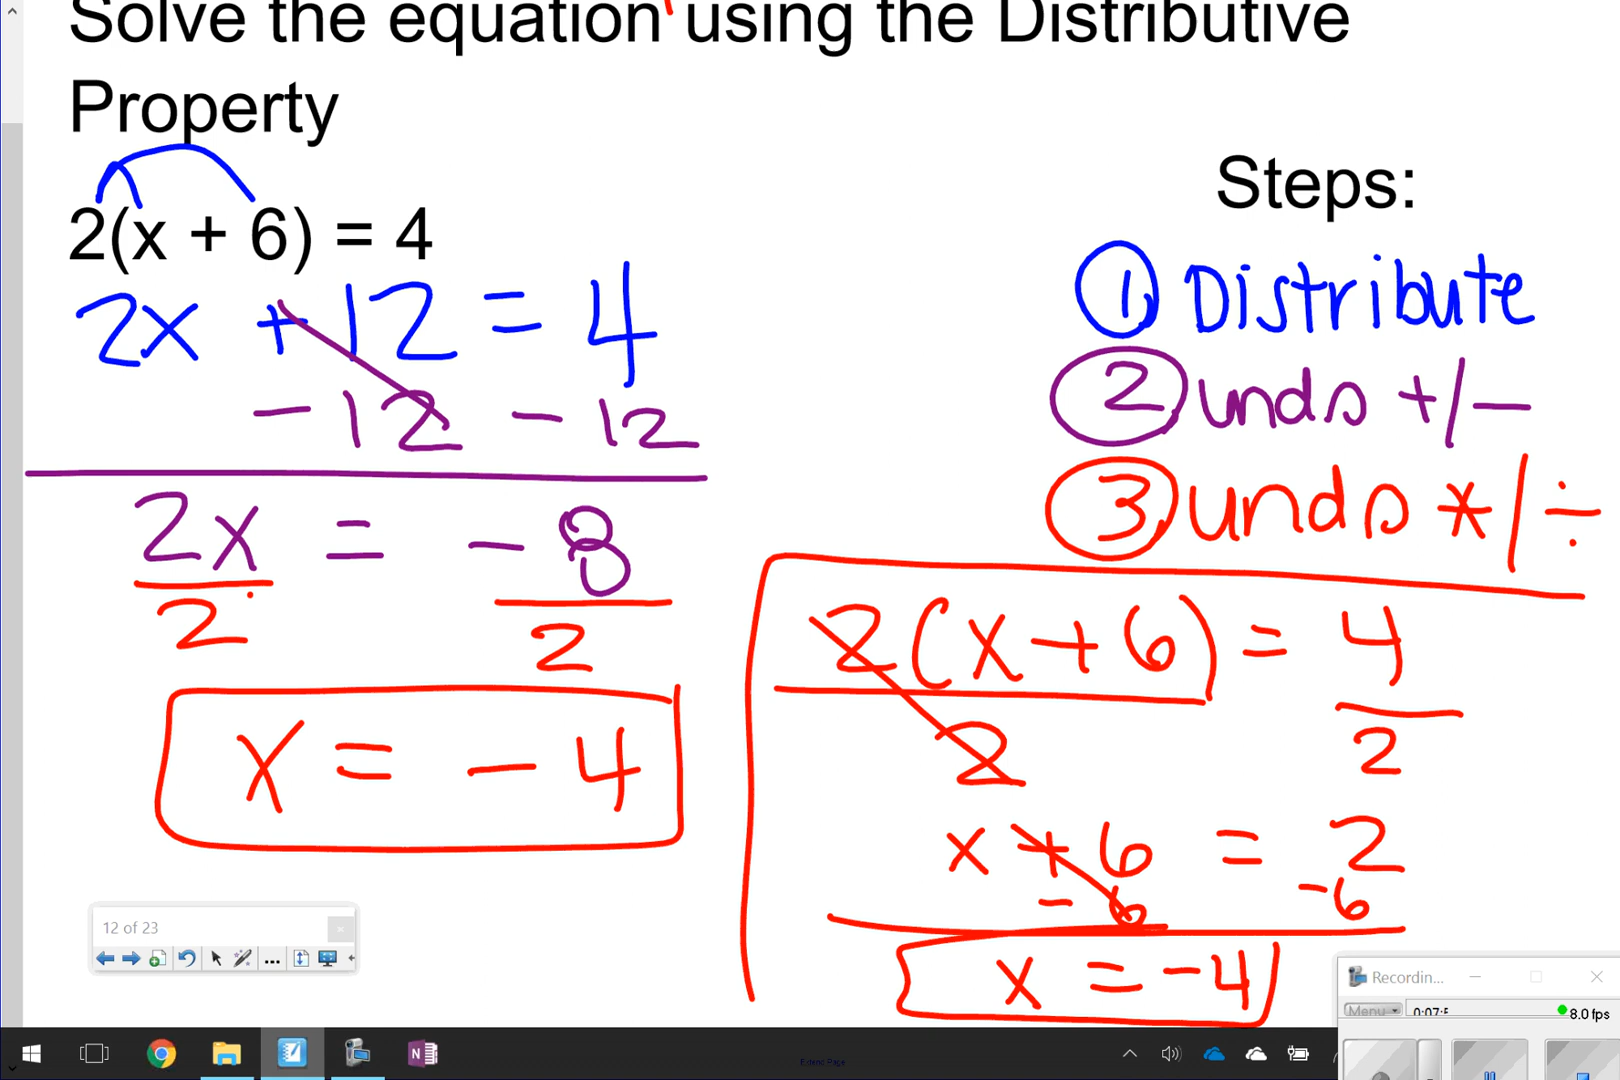 Solve the equation using the Distributive
Property
2(x + 6) = 4
2x + 12 = 4
- 12 - 12
2x = - 8
2 2
x = - 4
Steps:
1. Distribute
2 undo +/-
3. undo */÷
2(x + 6) = 4
2 2
x + 6 = 2
- 6 -6
x = -4
12 of 23
...
Recordin...
Menu
8.0 fps
Extend Page